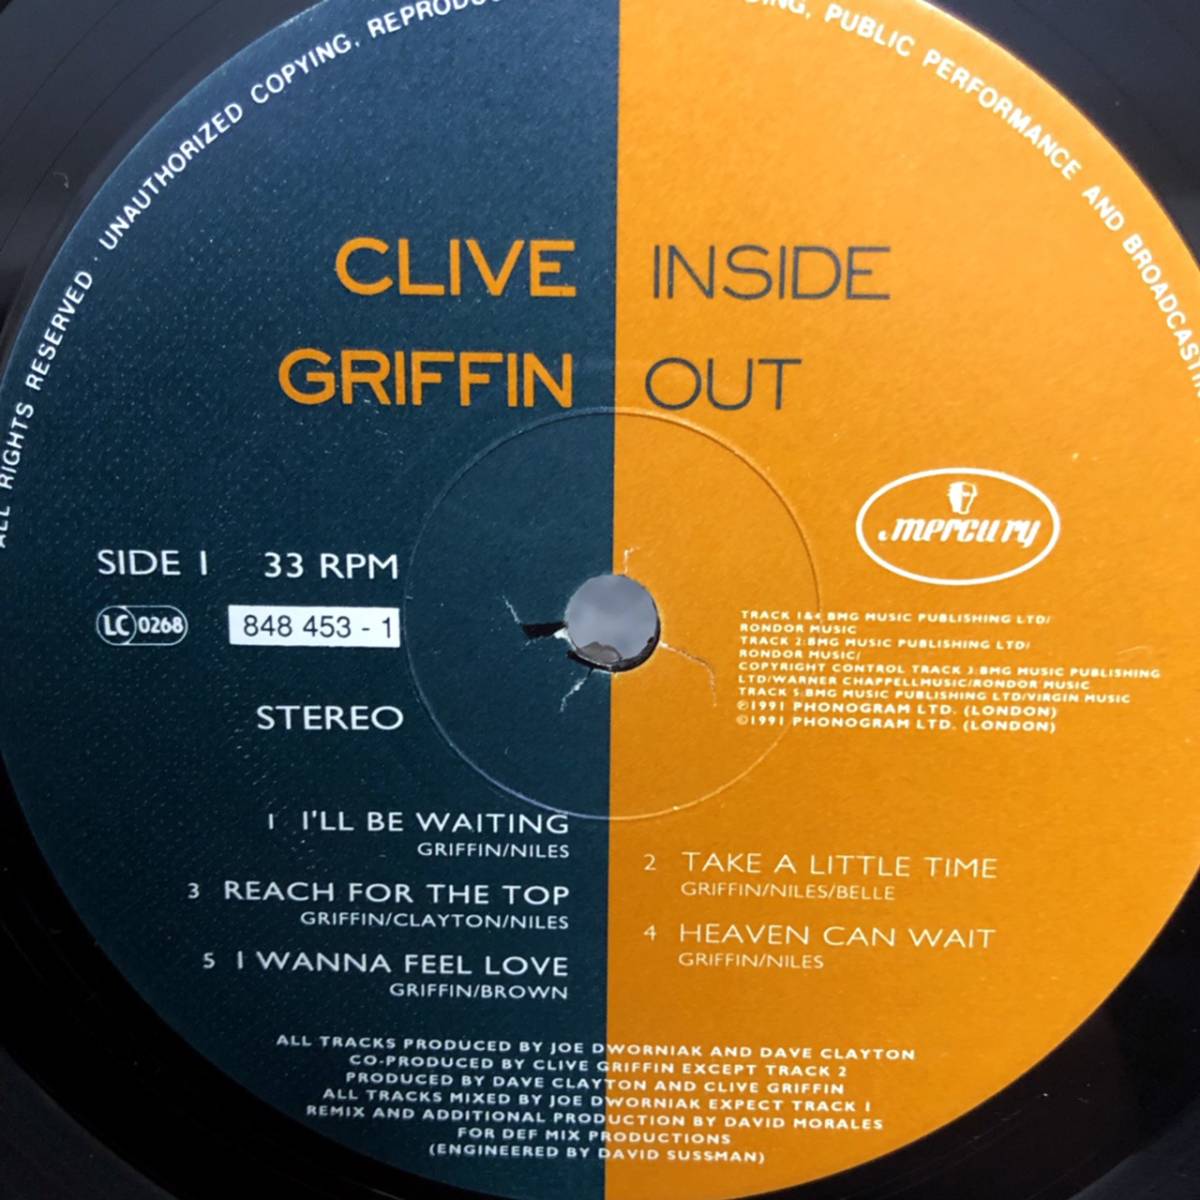 ALL RIGHTS RESERVED · UNAUTHORIZED COPYING, PUBLIC PERFORMANCE AND
CLIVE INSIDE
GRIFFIN OUT
mercury
SIDE 1 33 RPM
LC 0268 848 453 - 1
STEREO
TRACK 1&4 BMG MUSIC PUBLISHING LTD/
RONDOR MUSIC
TRACK 2:BMG MUSIC PUBLISHING LTD/
RONDOR MUSIC/
COPYRIGHT CONTROL TRACK 3:BMG MUSIC PUBLISHING
LTD/WARNER CHAPPELLMUSIC/RONDOR MUSIC
TRACK 5:BMG MUSIC PUBLISHING LTD/VIRGIN MUSIC
℗1991 PHONOGRAM LTD. (LONDON)
©1991 PHONOGRAM LTD. (LONDON)
1 I'LL BE WAITING
GRIFFIN/NILES
2 TAKE A LITTLE TIME
GRIFFIN/NILES/BELLE
3 REACH FOR THE TOP
GRIFFIN/CLAYTON/NILES
4 HEAVEN CAN WAIT
GRIFFIN/NILES
5 I WANNA FEEL LOVE
GRIFFIN/BROWN
ALL TRACKS PRODUCED BY JOE DWORNIAK AND DAVE CLAYTON
CO-PRODUCED BY CLIVE GRIFFIN EXCEPT TRACK 2
PRODUCED BY DAVE CLAYTON AND CLIVE GRIFFIN
ALL TRACKS MIXED BY JOE DWORNIAK EXPECT TRACK 1
REMIX AND ADDITIONAL PRODUCTION BY DAVID MORALES
FOR DEF MIX PRODUCTIONS
(ENGINEERED BY DAVID SUSSMAN)